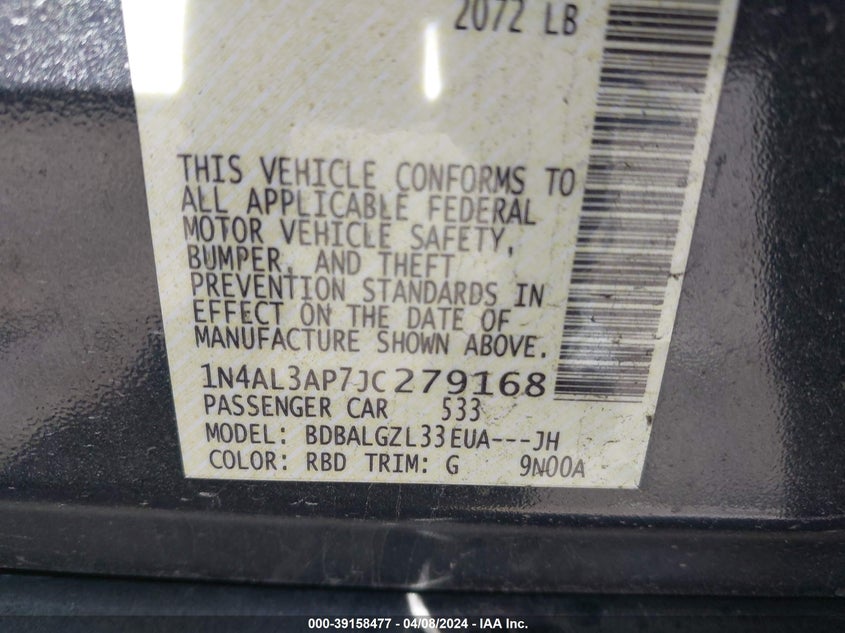 2072 LB
THIS VEHICLE CONFORMS TO
ALL APPLICABLE FEDERAL
MOTOR VEHICLE SAFETY,
BUMPER, AND THEFT
PREVENTION STANDARDS IN
EFFECT ON THE DATE OF
MANUFACTURE SHOWN ABOVE.
1N4AL3AP7JC279168
PASSENGER CAR 533
MODEL: BDBALGZL33EUA---JH
COLOR: RBD TRIM: G 9N00A
000-39158477 - 04/08/2024 - IAAI Inc.